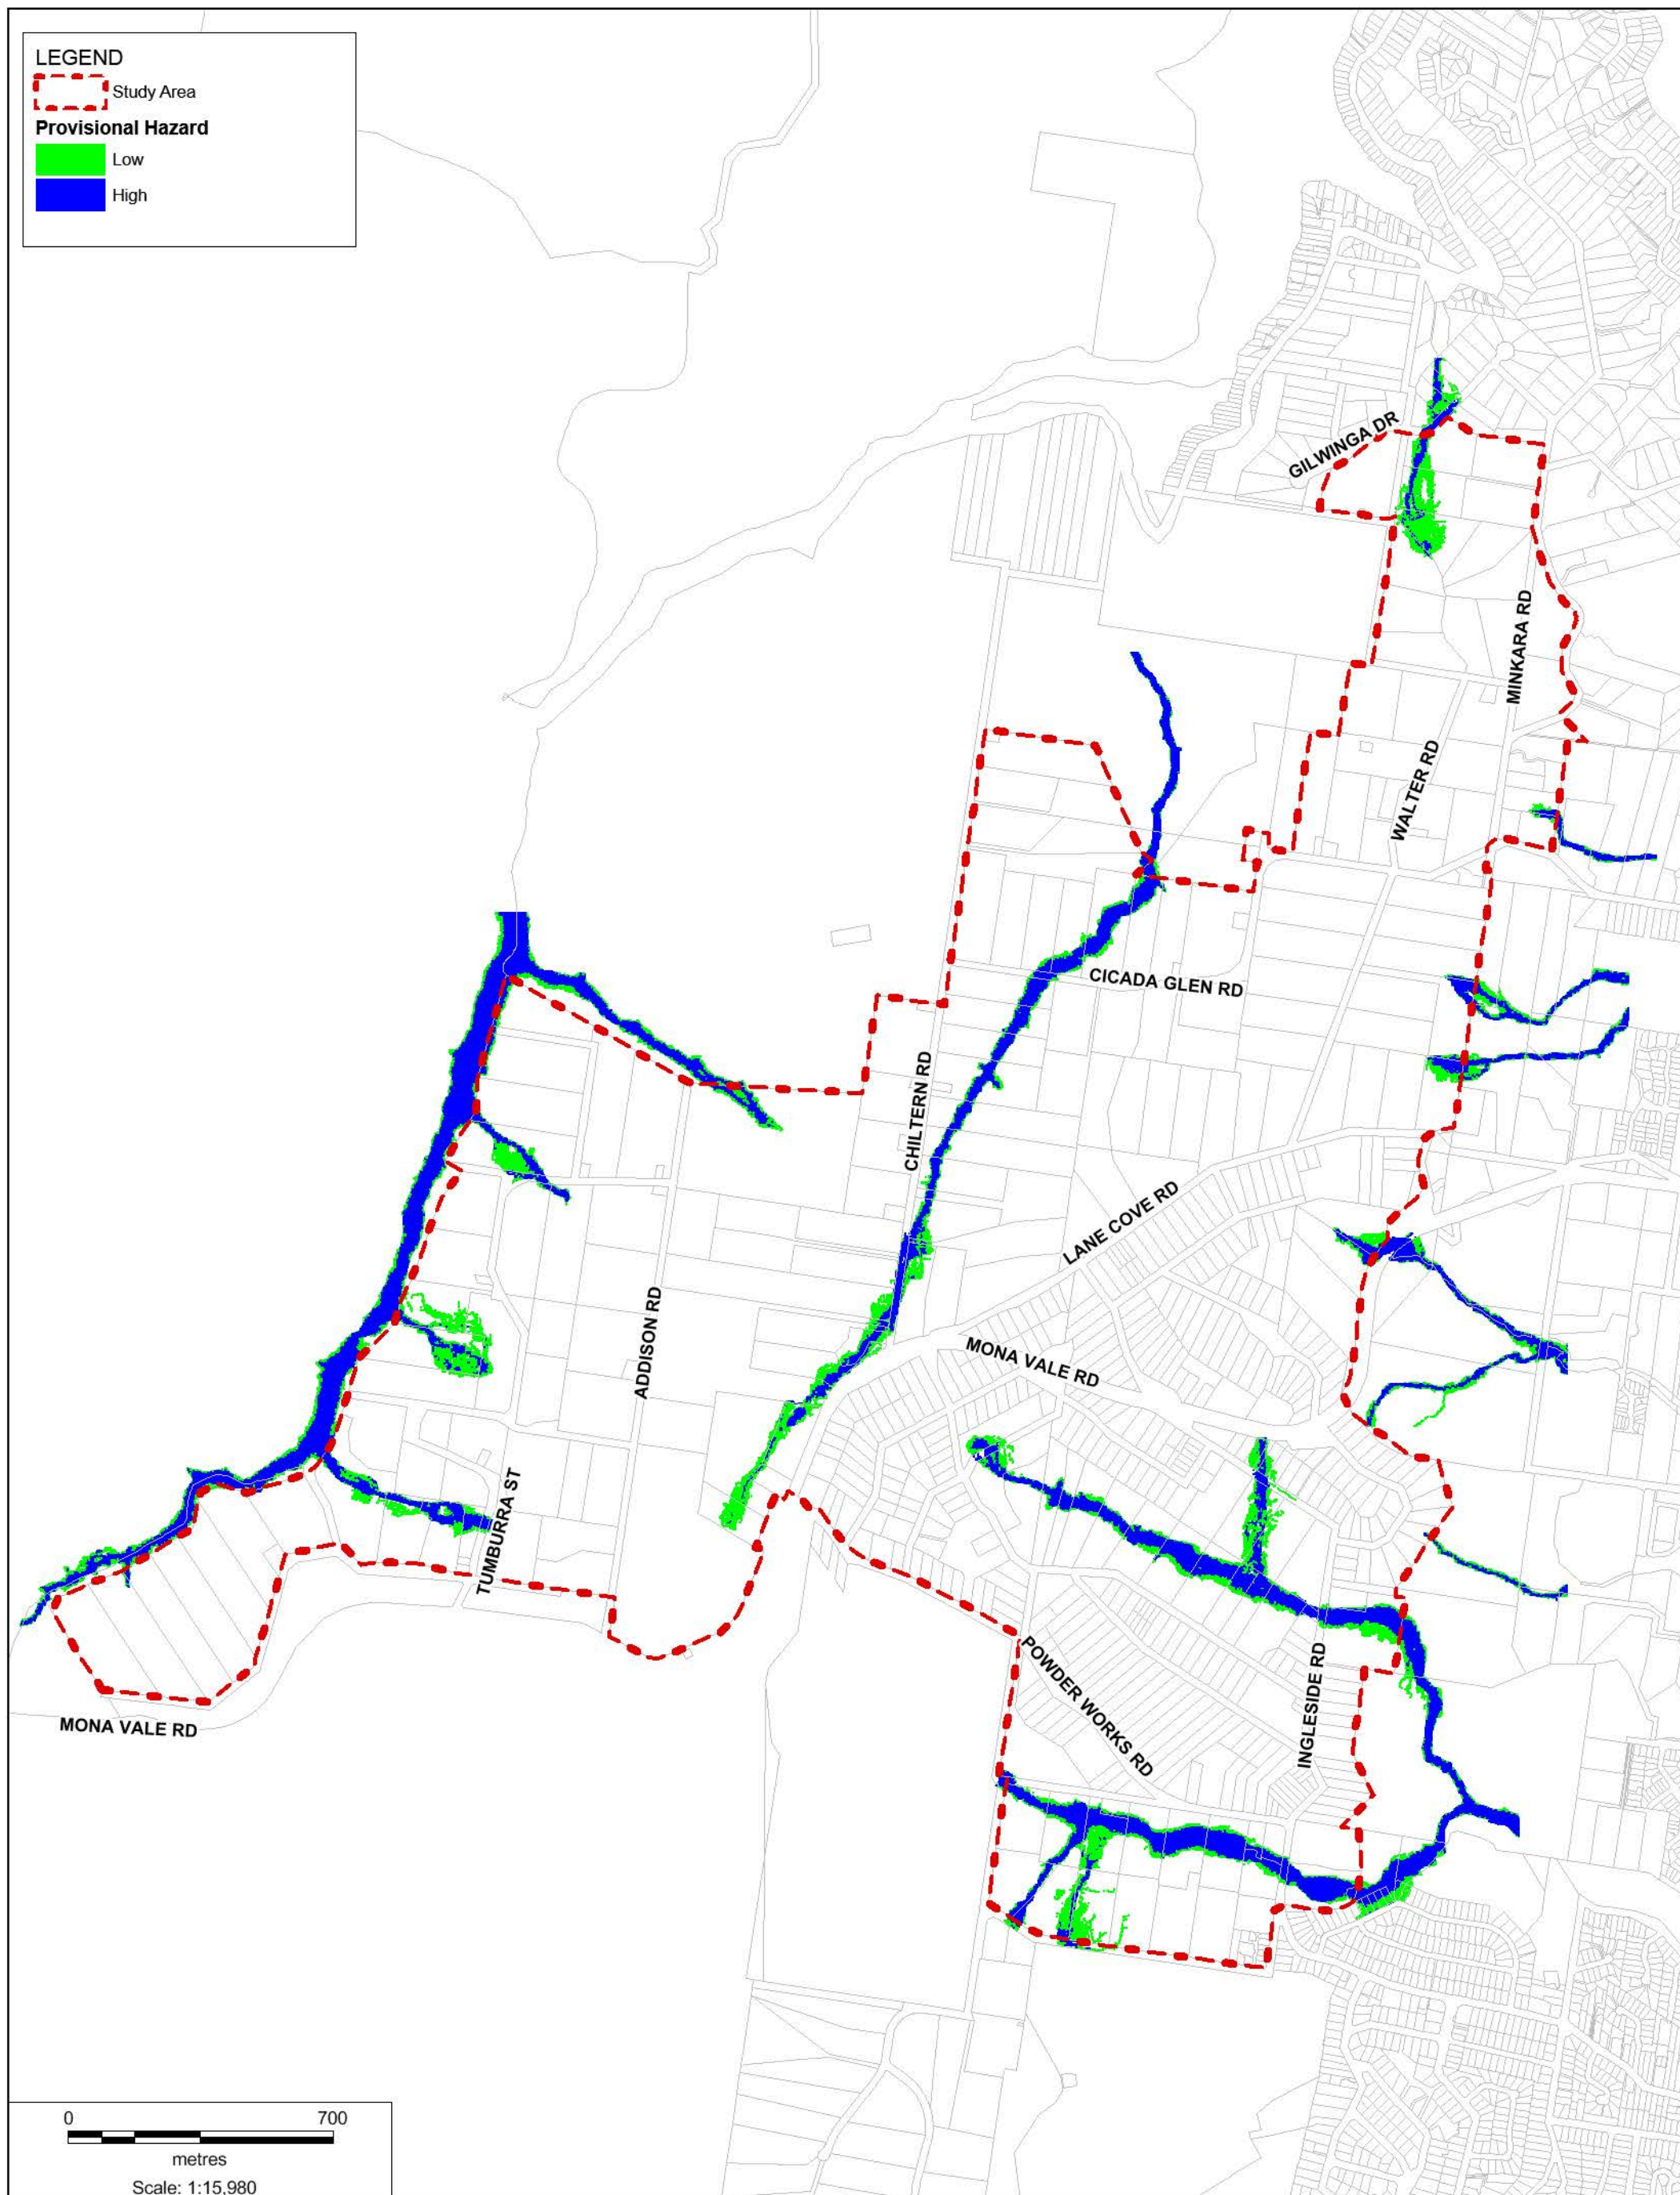 LEGEND
Study Area
Provisional Hazard
Low
High
GILWINGA DR
MINKARA RD
WALTER RD
CICADA GLEN RD
CHILTERN RD
LANE COVE RD
ADDISON RD
MONA VALE RD
TUMBURRA ST
POWDER WORKS RD
INGLESIDE RD
MONA VALE RD
0 700
metres
Scale: 1:15,980